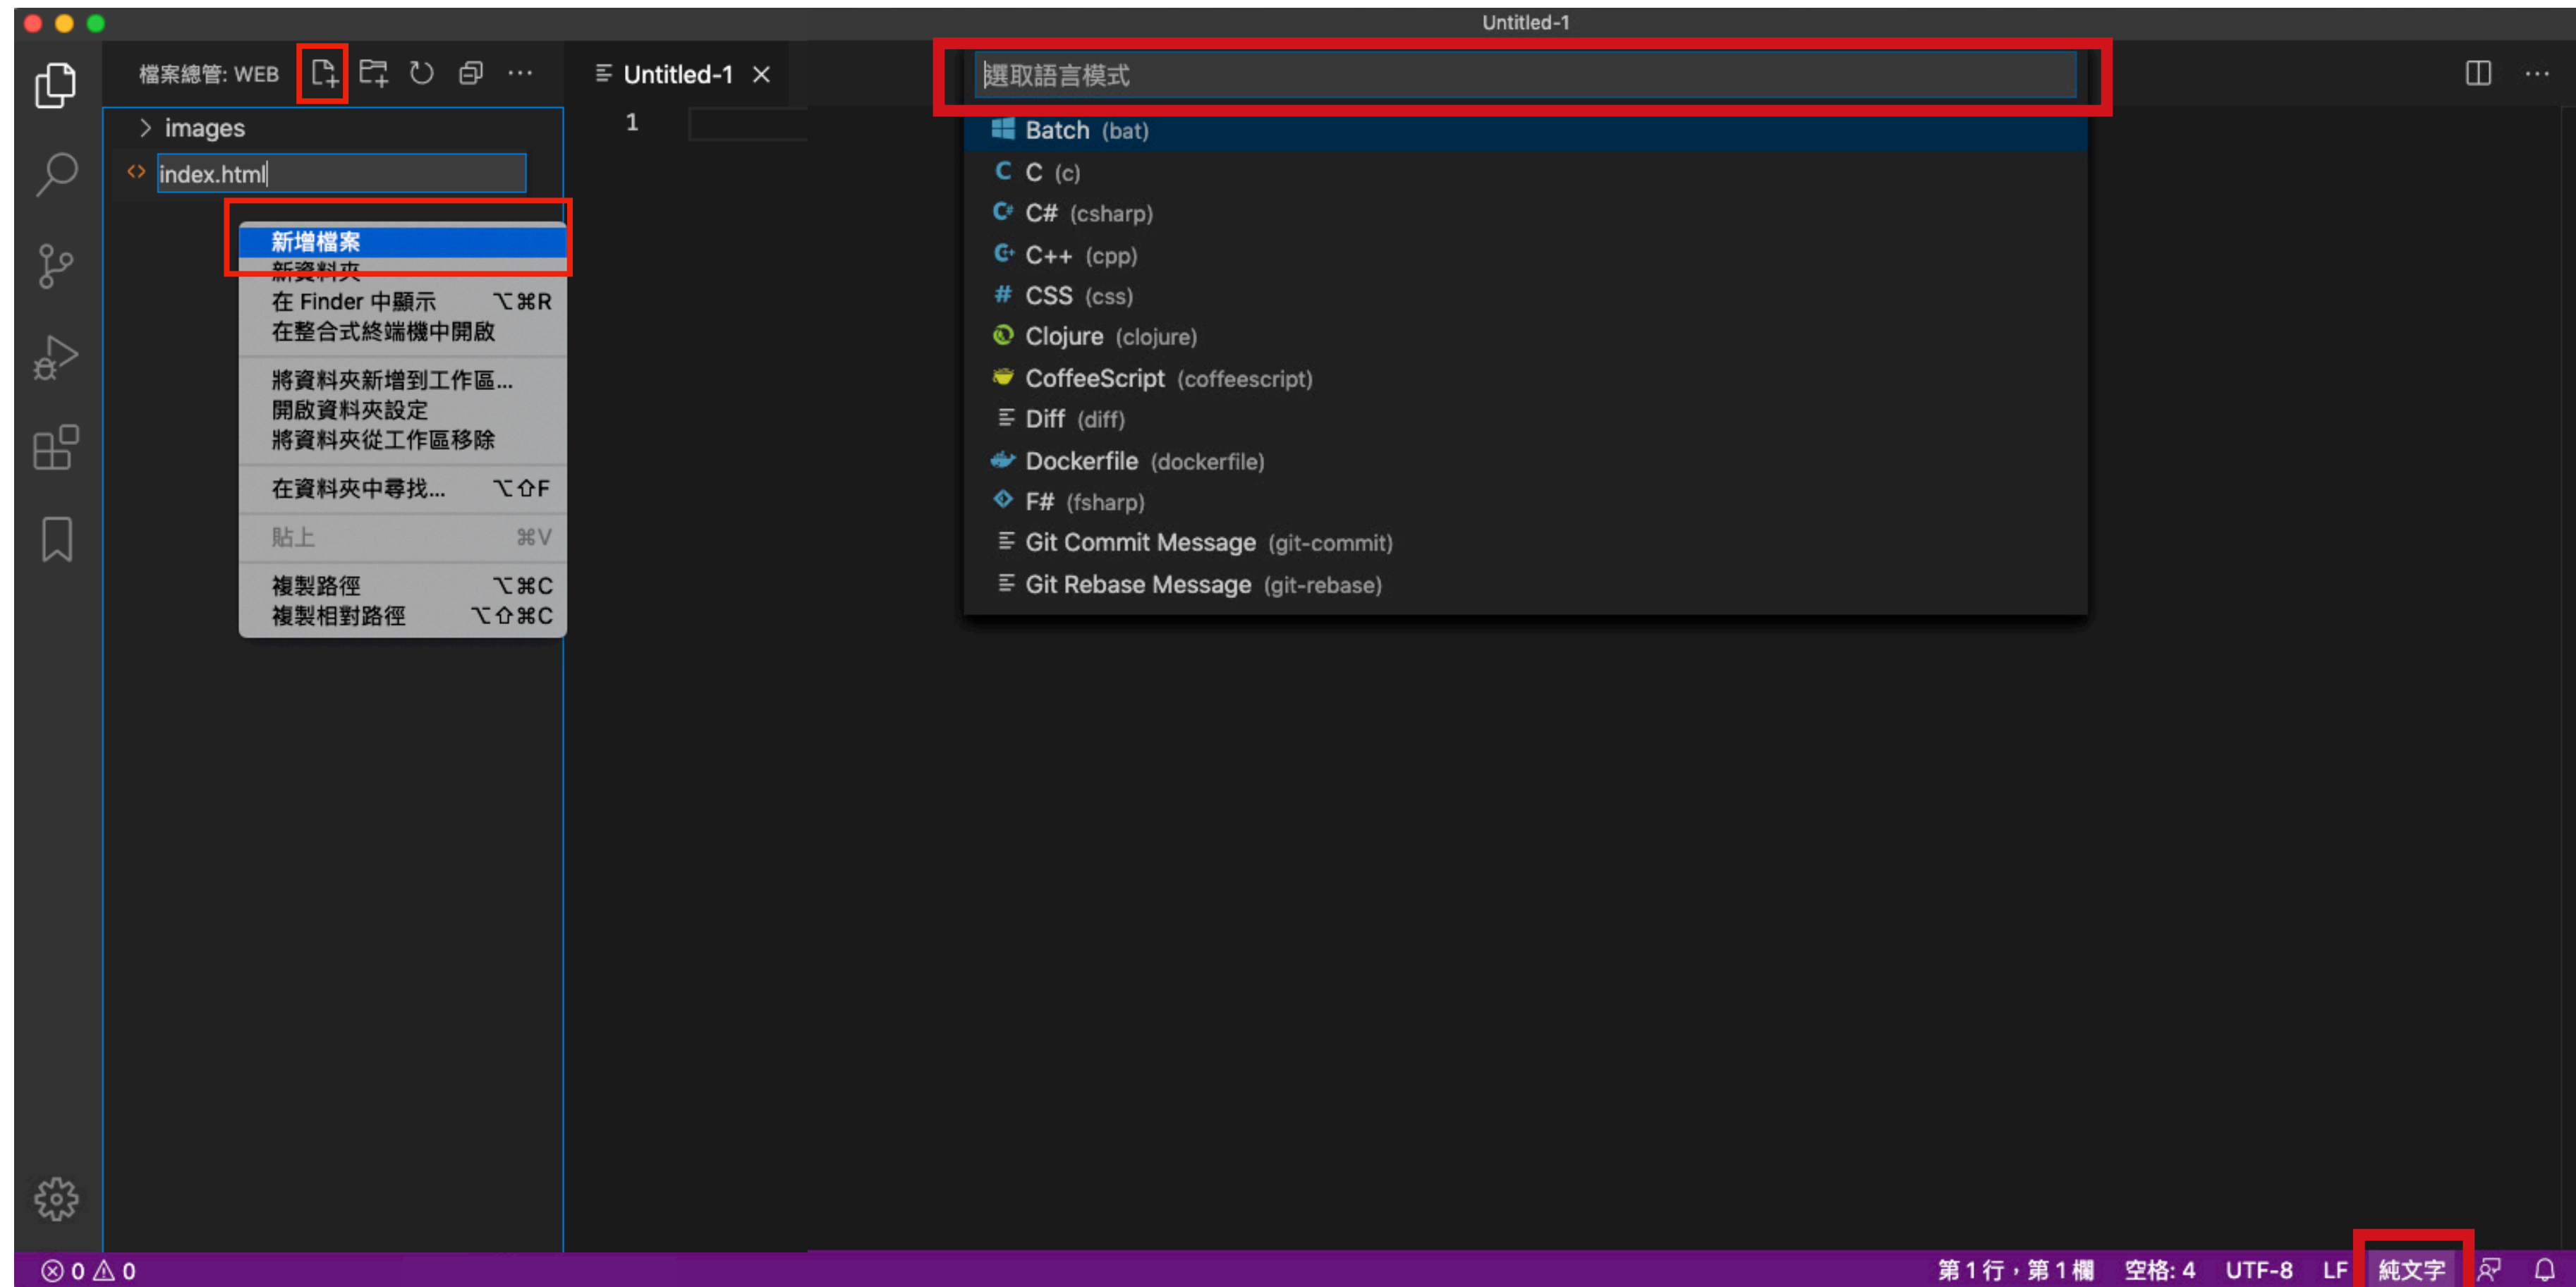 Untitled-1
檔案總管: WEB
images
index.html
新增檔案
新資料夾
在 Finder 中顯示 ⌥⌘R
在整合式終端機中開啟
將資料夾新增到工作區...
開啟資料夾設定
將資料夾從工作區移除
在資料夾中尋找... ⌥⇧F
貼上 ⌘V
複製路徑 ⌥⌘C
複製相對路徑 ⌥⇧⌘C
Untitled-1
1
選取語言模式
Batch (bat)
C C (c)
C# C# (csharp)
C+ C++ (cpp)
# CSS (css)
Clojure (clojure)
CoffeeScript (coffeescript)
Diff (diff)
Dockerfile (dockerfile)
F# (fsharp)
Git Commit Message (git-commit)
Git Rebase Message (git-rebase)
0 0
第 1 行，第 1 欄 空格: 4 UTF-8 LF 純文字